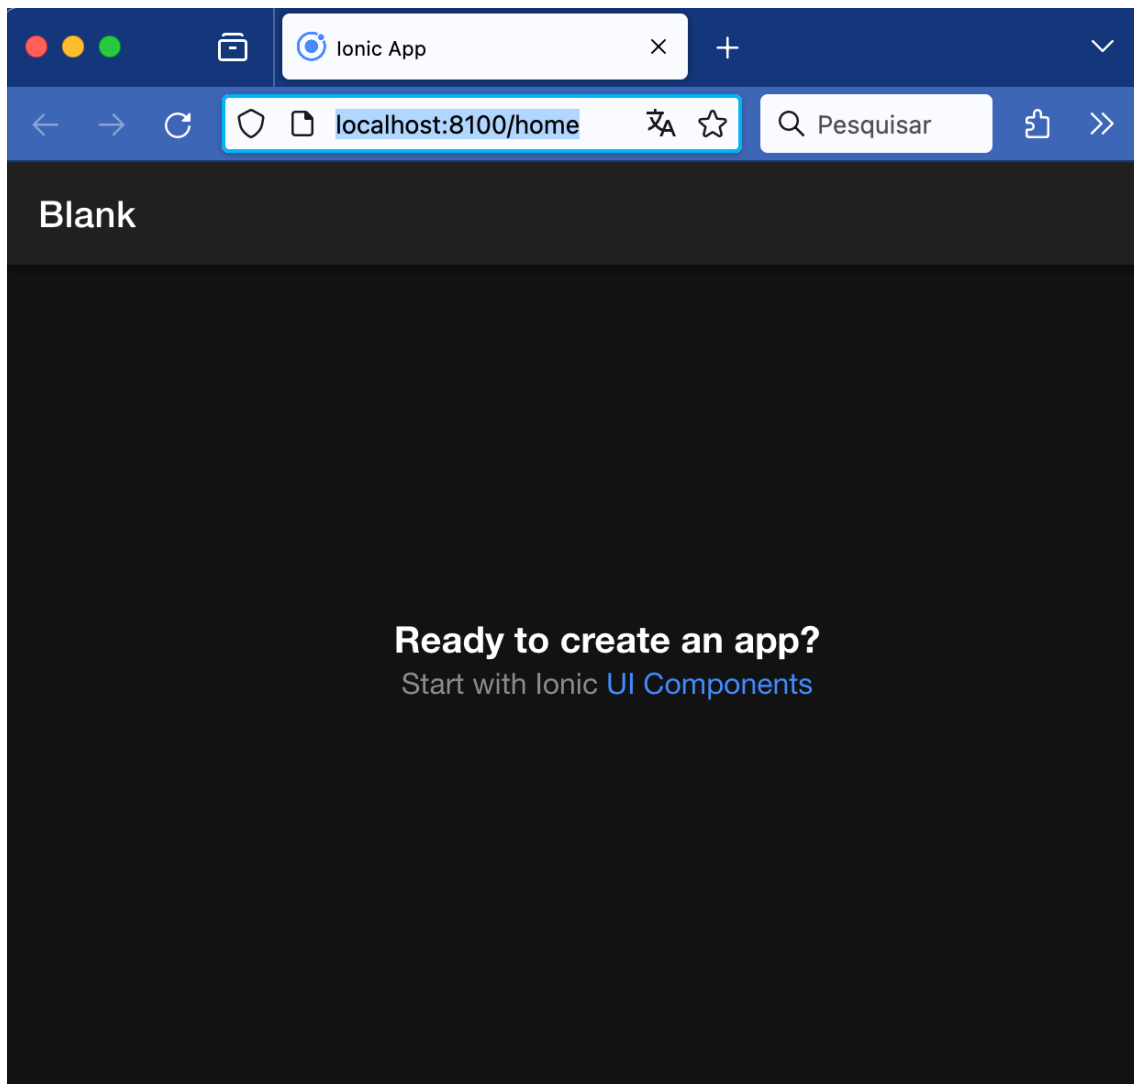 Ionic App
localhost:8100/home
Pesquisar
Blank
Ready to create an app?
Start with Ionic UI Components